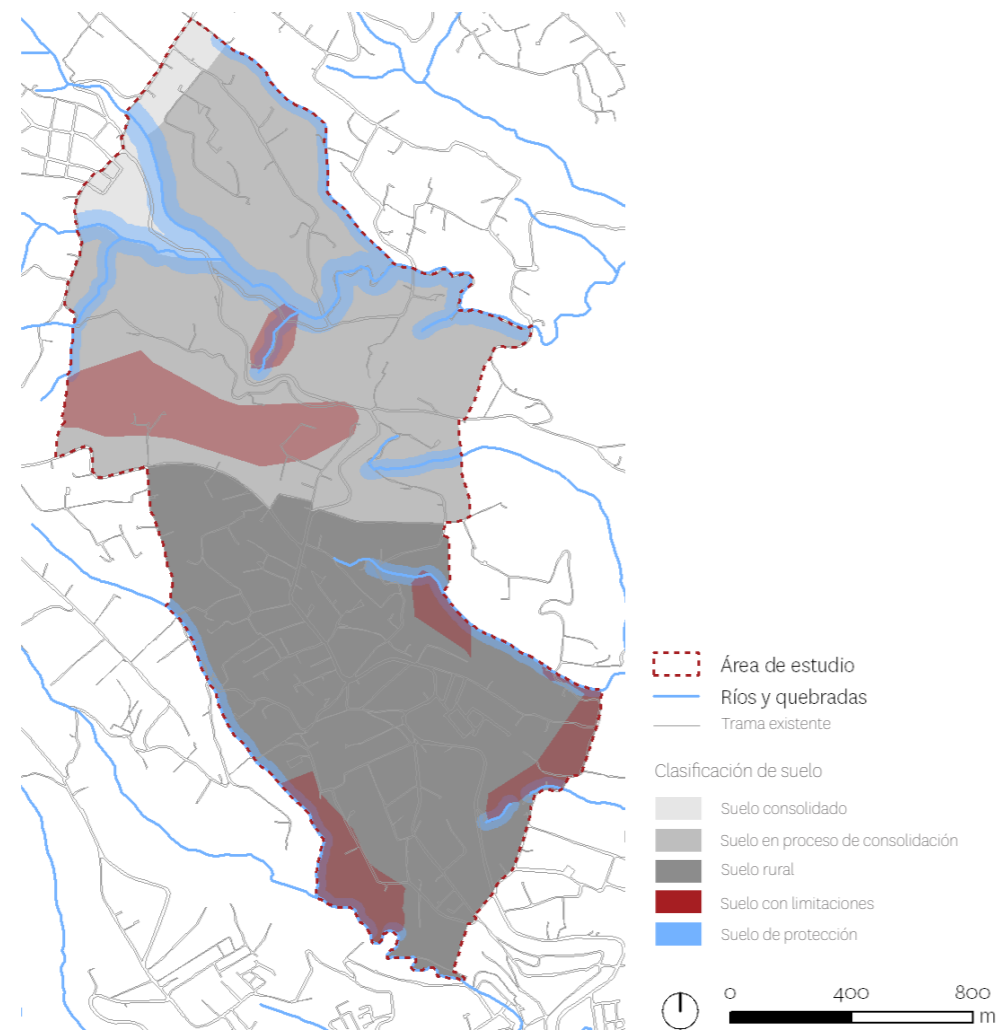 Área de estudio
Ríos y quebradas
Trama existente
Clasificación de suelo
Suelo consolidado
Suelo en proceso de consolidación
Suelo rural
Suelo con limitaciones
Suelo de protección
0 400 800
m